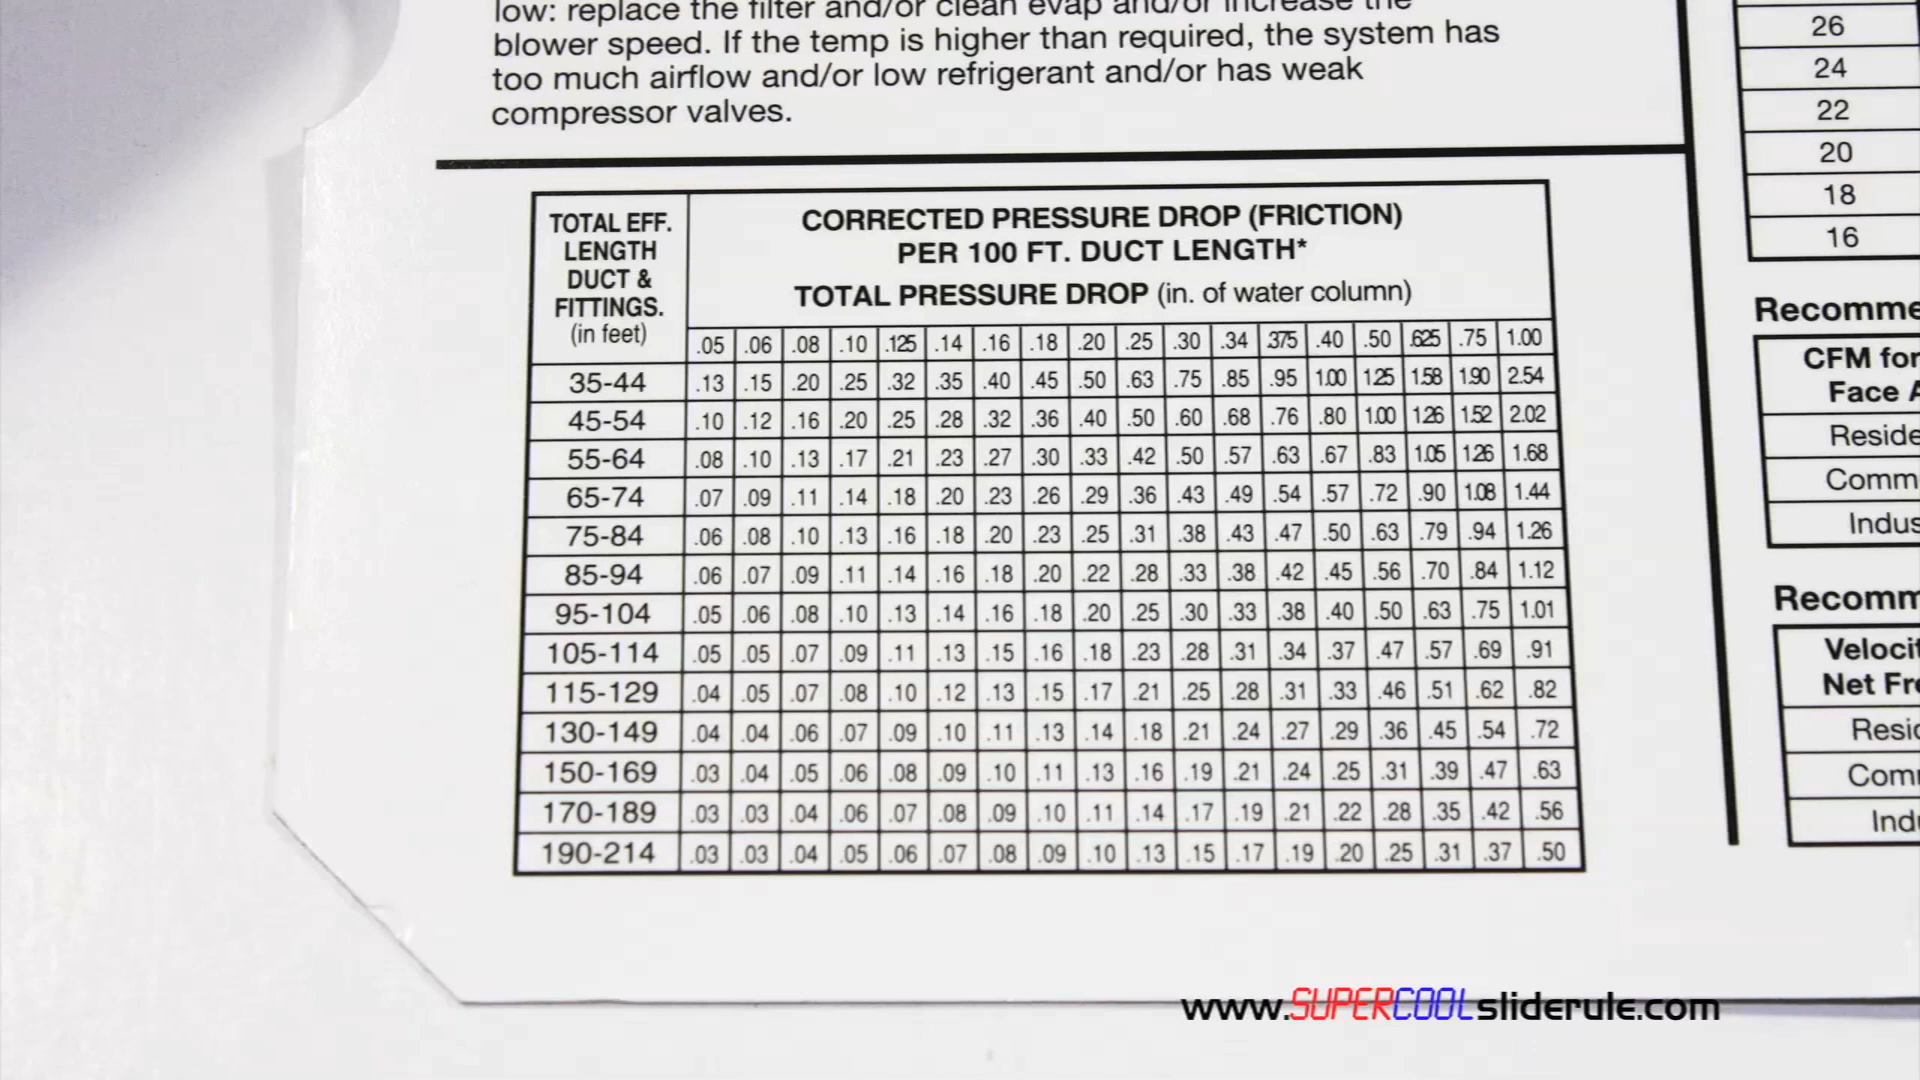 low: replace the filter and/or clean evap and/or increase the
blower speed. If the temp is higher than required, the system has
too much airflow and/or low refrigerant and/or has weak
compressor valves.
TOTAL EFF.
LENGTH
DUCT &
FITTINGS.
(in feet)
CORRECTED PRESSURE DROP (FRICTION)
PER 100 FT. DUCT LENGTH*
TOTAL PRESSURE DROP (in. of water column)
.05 .06 .08 .10 .125 .14 .16 .18 .20 .25 .30 .34 .375 .40 .50 .625 .75 1.00
35-44 .13 .15 .20 .25 .32 .35 .40 .45 .50 .63 .75 .85 .95 1.00 1.25 1.58 1.90 2.54
45-54 .10 .12 .16 .20 .25 .28 .32 .36 .40 .50 .60 .68 .76 .80 1.00 1.26 1.52 2.02
55-64 .08 .10 .13 .17 .21 .23 .27 .30 .33 .42 .50 .57 .63 .67 .83 1.05 1.26 1.68
65-74 .07 .09 .11 .14 .18 .20 .23 .26 .29 .36 .43 .49 .54 .57 .72 .90 1.08 1.44
75-84 .06 .08 .10 .13 .16 .18 .20 .23 .25 .31 .38 .43 .47 .50 .63 .79 .94 1.26
85-94 .06 .07 .09 .11 .14 .16 .18 .20 .22 .28 .33 .38 .42 .45 .56 .70 .84 1.12
95-104 .05 .06 .08 .10 .13 .14 .16 .18 .20 .25 .30 .33 .38 .40 .50 .63 .75 1.01
105-114 .05 .05 .07 .09 .11 .13 .15 .16 .18 .23 .28 .31 .34 .37 .47 .57 .69 .91
115-129 .04 .05 .07 .08 .10 .12 .13 .15 .17 .21 .25 .28 .31 .33 .46 .51 .62 .82
130-149 .04 .04 .06 .07 .09 .10 .11 .13 .14 .18 .21 .24 .27 .29 .36 .45 .54 .72
150-169 .03 .04 .05 .06 .08 .09 .10 .11 .13 .16 .19 .21 .24 .25 .31 .39 .47 .63
170-189 .03 .03 .04 .06 .07 .08 .09 .10 .11 .14 .17 .19 .21 .22 .28 .35 .42 .56
190-214 .03 .03 .04 .05 .06 .07 .08 .09 .10 .13 .15 .17 .19 .20 .25 .31 .37 .50
26
24
22
20
18
16
CFM for
Face
Velocit
Net
www.SUPERCOOLsliderule.com